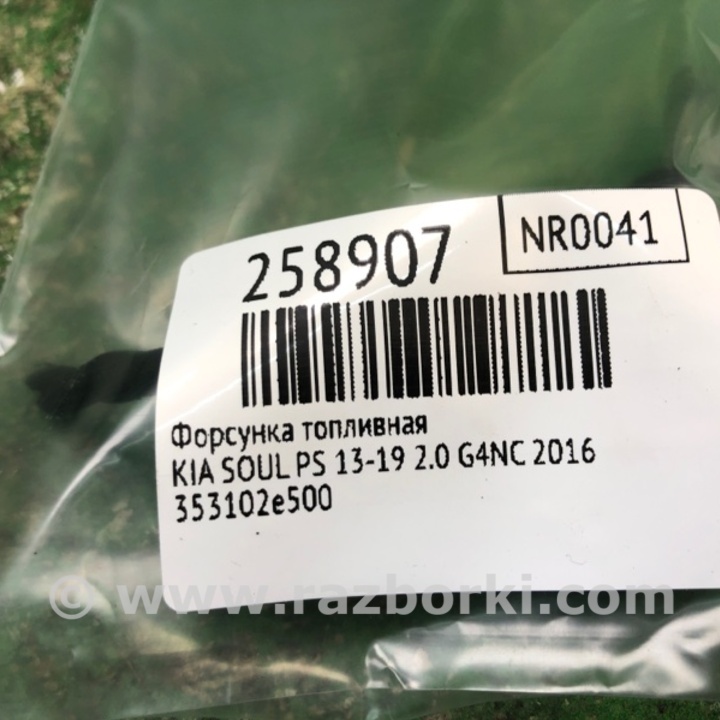 258907
NR0041
Форсунка топливная
KIA SOUL PS 13-19 2.0 G4NC 2016
353102e500
© www.razborki.com